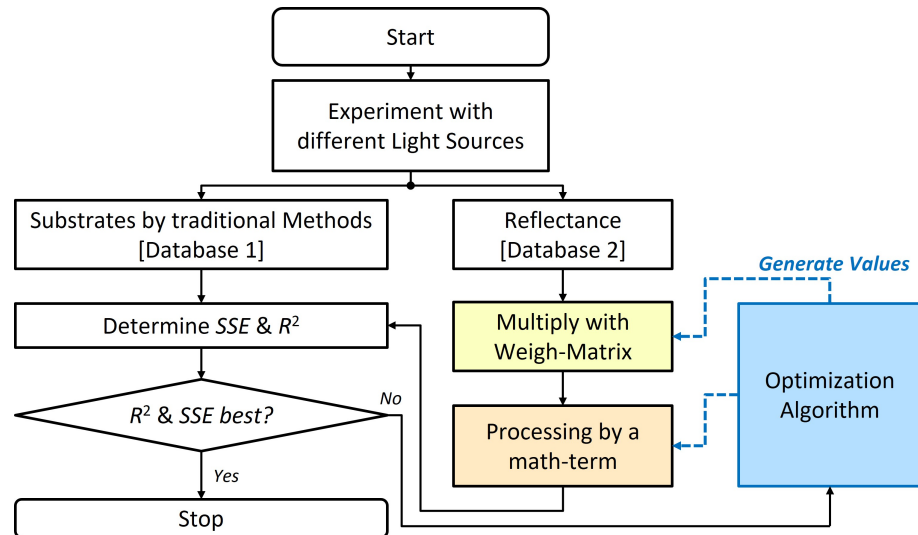 Start
Experiment with
different Light Sources
Substrates by traditional Methods
[Database 1]
Reflectance
[Database 2]
Generate Values
Determine SSE & R²
Multiply with
Weigh-Matrix
Optimization
Algorithm
R² & SSE best?
No
Processing by a
math-term
Yes
Stop